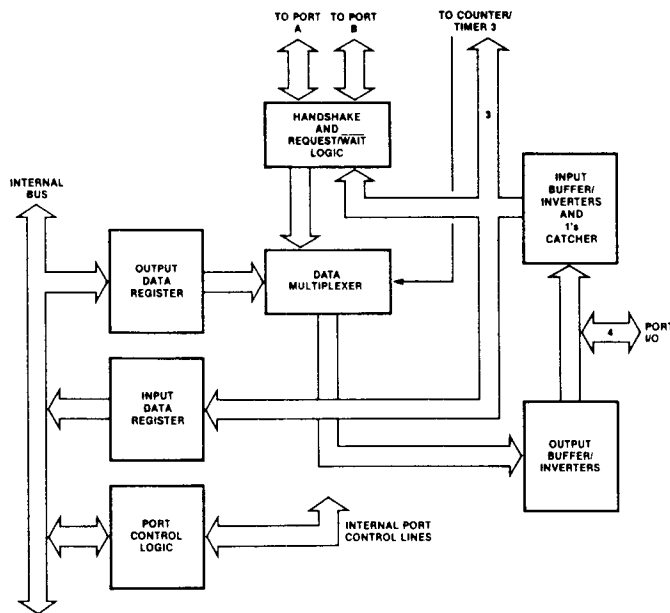 TO PORT
A
TO PORT
B
TO COUNTER/
TIMER 3
3
HANDSHAKE
AND
REQUEST/WAIT
LOGIC
INTERNAL
BUS
INPUT
BUFFER/
INVERTERS
AND
1's
CATCHER
OUTPUT
DATA
REGISTER
DATA
MULTIPLEXER
4
PORT
I/O
INPUT
DATA
REGISTER
OUTPUT
BUFFER/
INVERTERS
PORT
CONTROL
LOGIC
INTERNAL PORT
CONTROL LINES